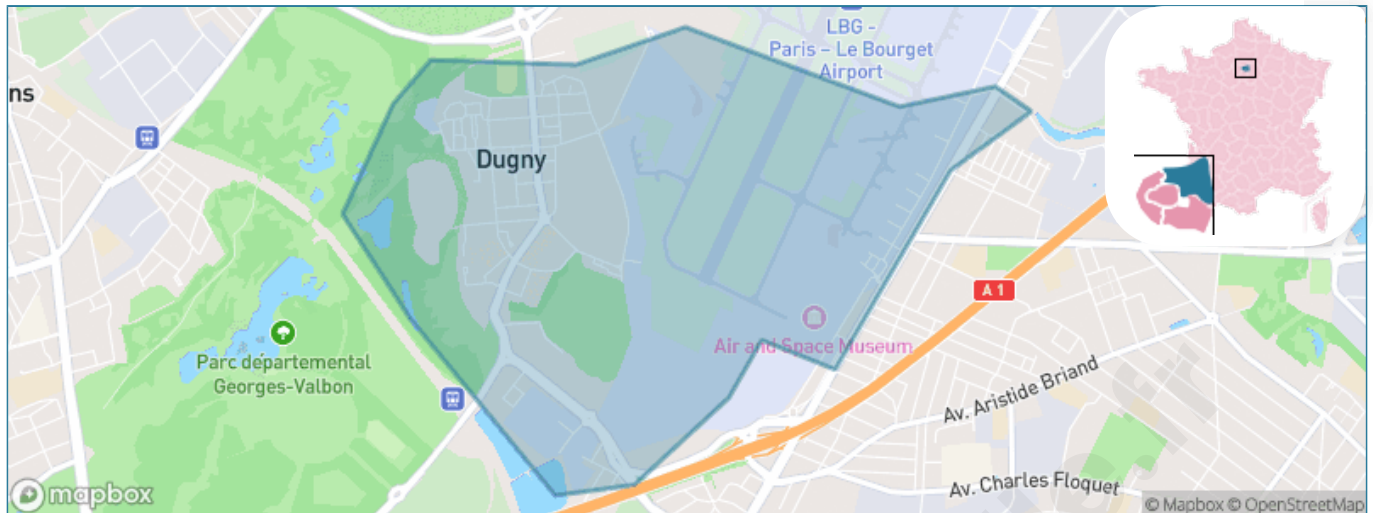 LBG -
Paris - Le Bourget
Airport
ns
Dugny
A 1
Air and Space Museum
Parc départemental
Georges-Valbon
Av. Aristide Briand
Av. Charles Floquet
mapbox
© Mapbox © OpenStreetMap